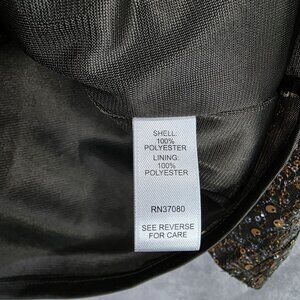 SHELL:
100%
POLYESTER
LINING:
100%
POLYESTER
RN37080
SEE REVERSE
FOR CARE